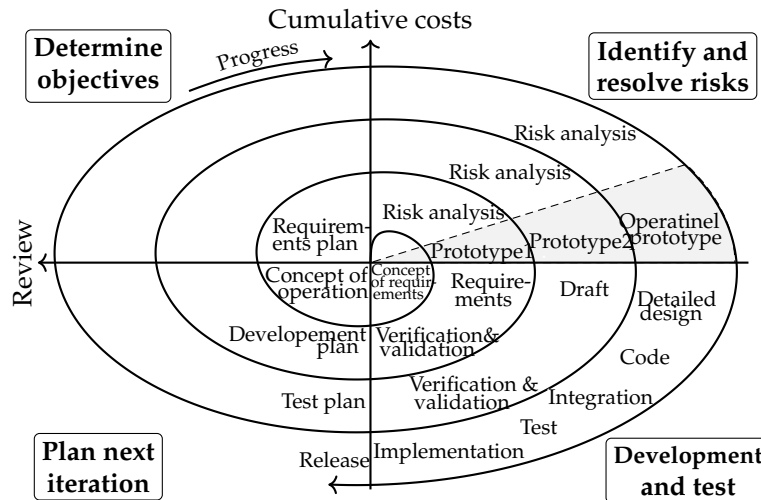 Cumulative costs
Determine
objectives
Progress
Identify and
resolve risks
Risk analysis
Risk analysis
Risk analysis
Requirem-
ents plan
Prototype1
Prototype2
Operatinel
prototype
Review
Concept of
operation
Concept
of requir-
ements
Require-
ments
Draft
Detailed
design
Developement
plan
Verification&
validation
Code
Test plan
Verification &
validation
Integration
Test
Plan next
iteration
Release
Implementation
Development
and test